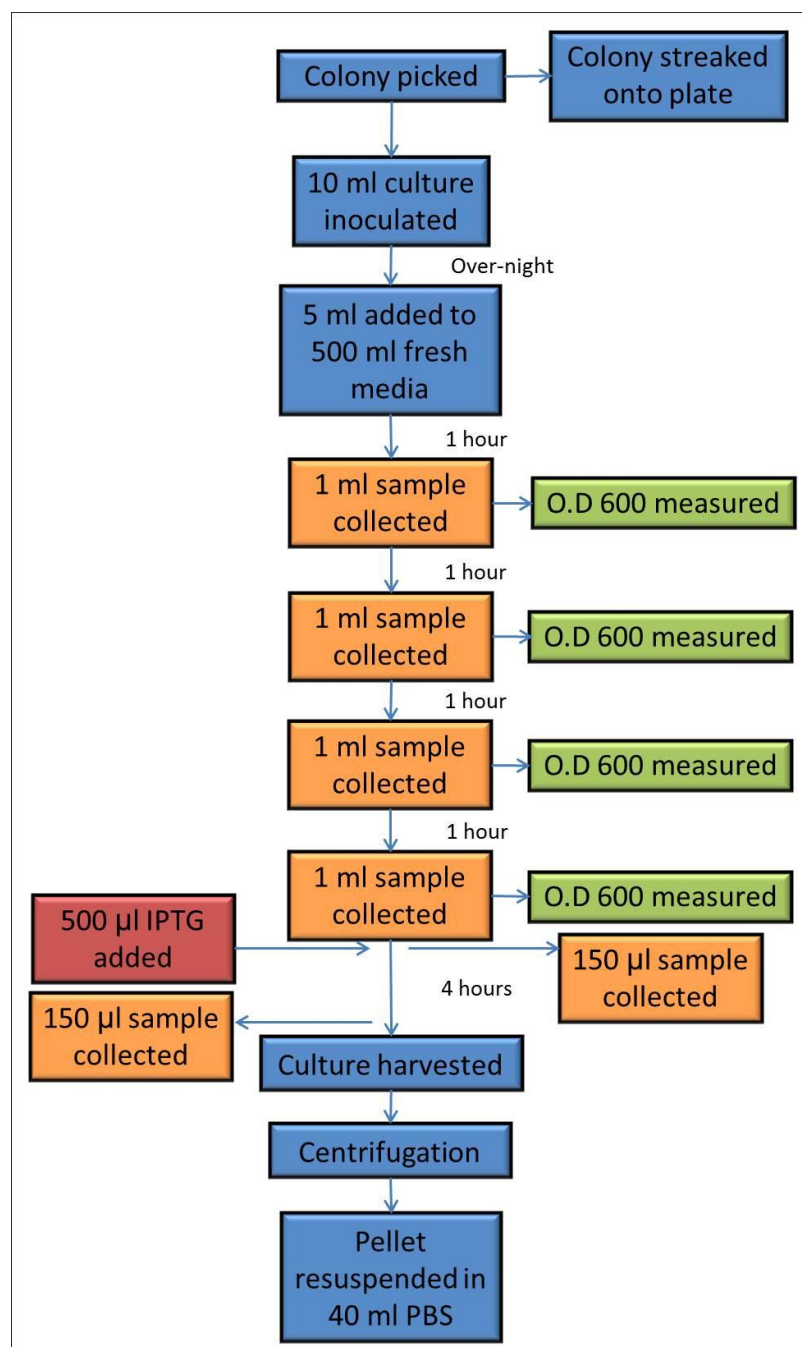 Colony picked
Colony streaked
onto plate
10 ml culture
inoculated
Over-night
5 ml added to
500 ml fresh
media
1 hour
1 ml sample
collected
O.D 600 measured
1 hour
1 ml sample
collected
O.D 600 measured
1 hour
1 ml sample
collected
O.D 600 measured
1 hour
1 ml sample
collected
O.D 600 measured
500 µl IPTG
added
150 µl sample
collected
4 hours
150 µl sample
collected
Culture harvested
Centrifugation
Pellet
resuspended in
40 ml PBS